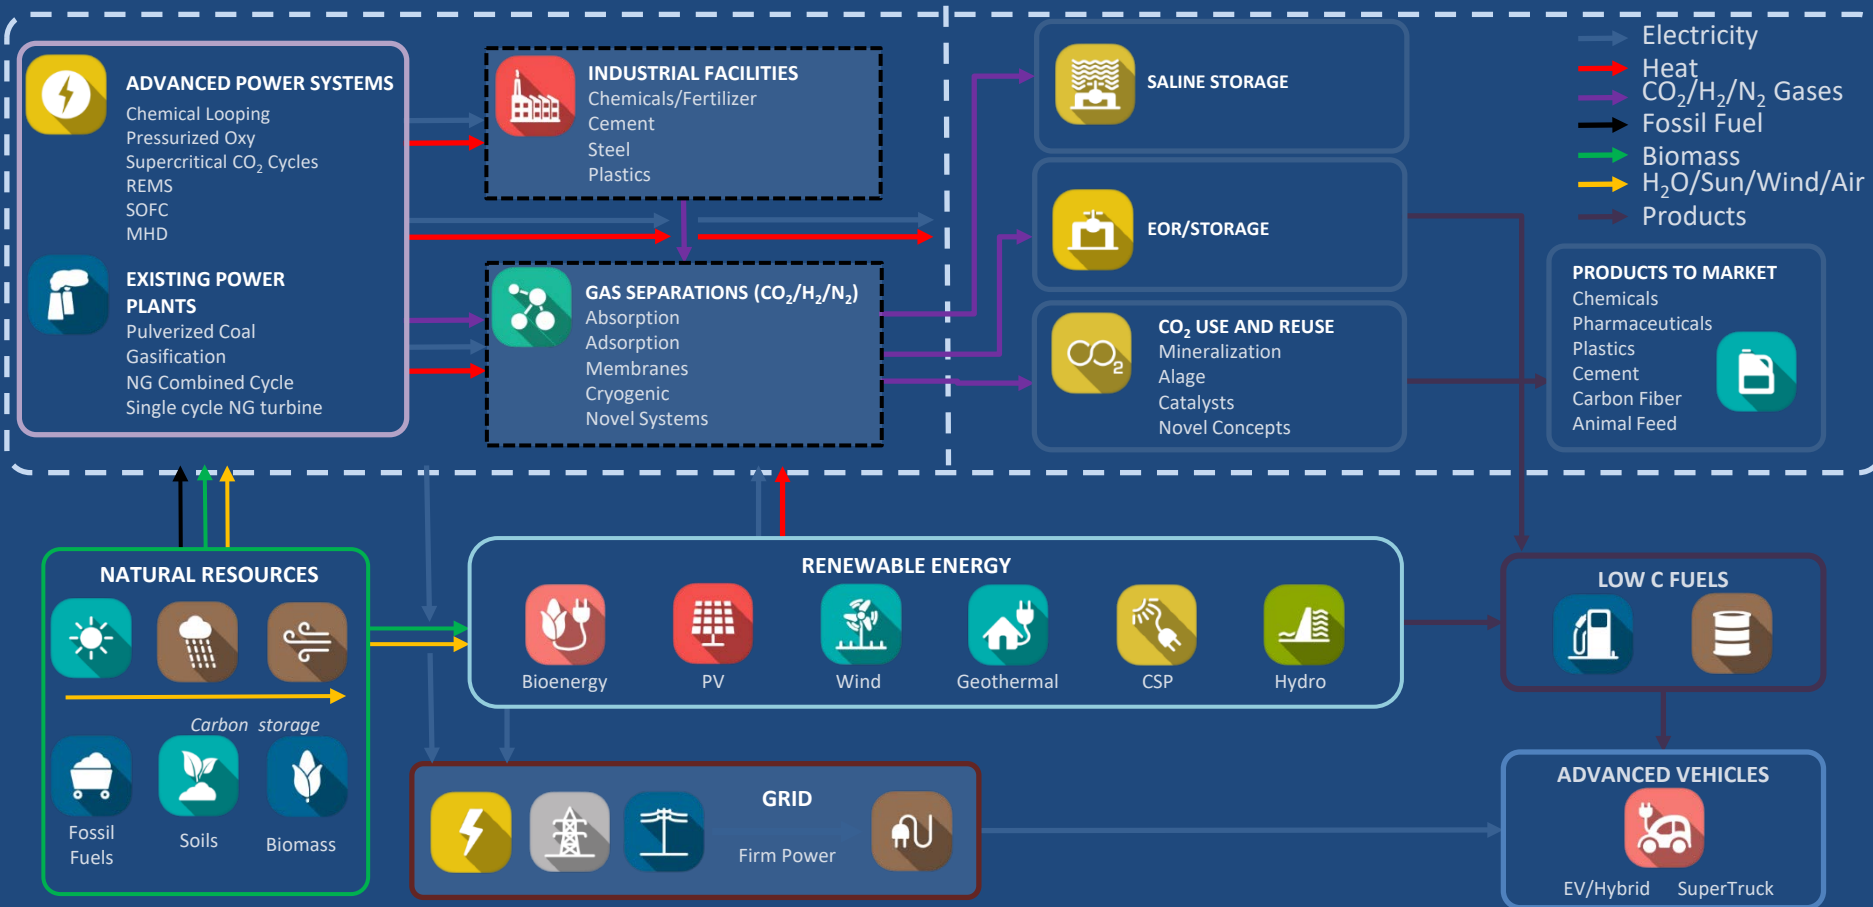 ADVANCED POWER SYSTEMS
Chemical Looping
Pressurized Oxy
Supercritical CO₂ Cycles
REMS
SOFC
MHD
EXISTING POWER
PLANTS
Pulverized Coal
Gasification
NG Combined Cycle
Single cycle NG turbine
INDUSTRIAL FACILITIES
Chemicals/Fertilizer
Cement
Steel
Plastics
GAS SEPARATIONS (CO₂/H₂/N₂)
Absorption
Adsorption
Membranes
Cryogenic
Novel Systems
SALINE STORAGE
EOR/STORAGE
CO₂
CO₂ USE AND REUSE
Mineralization
Alage
Catalysts
Novel Concepts
Electricity
Heat
CO₂/H₂/N₂ Gases
Fossil Fuel
Biomass
H₂O/Sun/Wind/Air
Products
PRODUCTS TO MARKET
Chemicals
Pharmaceuticals
Plastics
Cement
Carbon Fiber
Animal Feed
NATURAL RESOURCES
Carbon storage
Fossil
Fuels
Soils
Biomass
RENEWABLE ENERGY
Bioenergy
PV
Wind
Geothermal
CSP
Hydro
LOW C FUELS
GRID
Firm Power
ADVANCED VEHICLES
EV/Hybrid
SuperTruck